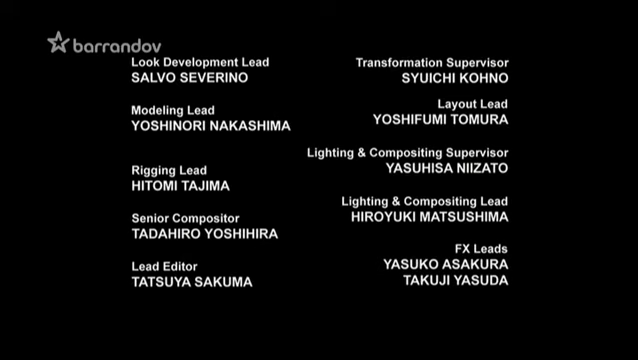 barrandov
Look Development Lead
SALVO SEVERINO
Modeling Lead
YOSHINORI NAKASHIMA
Rigging Lead
HITOMI TAJIMA
Senior Compositor
TADAHIRO YOSHIHIRA
Lead Editor
TATSUYA SAKUMA
Transformation Supervisor
SYUICHI KOHNO
Layout Lead
YOSHIFUMI TOMURA
Lighting & Compositing Supervisor
YASUHISA NIIZATO
Lighting & Compositing Lead
HIROYUKI MATSUSHIMA
FX Leads
YASUKO ASAKURA
TAKUJI YASUDA